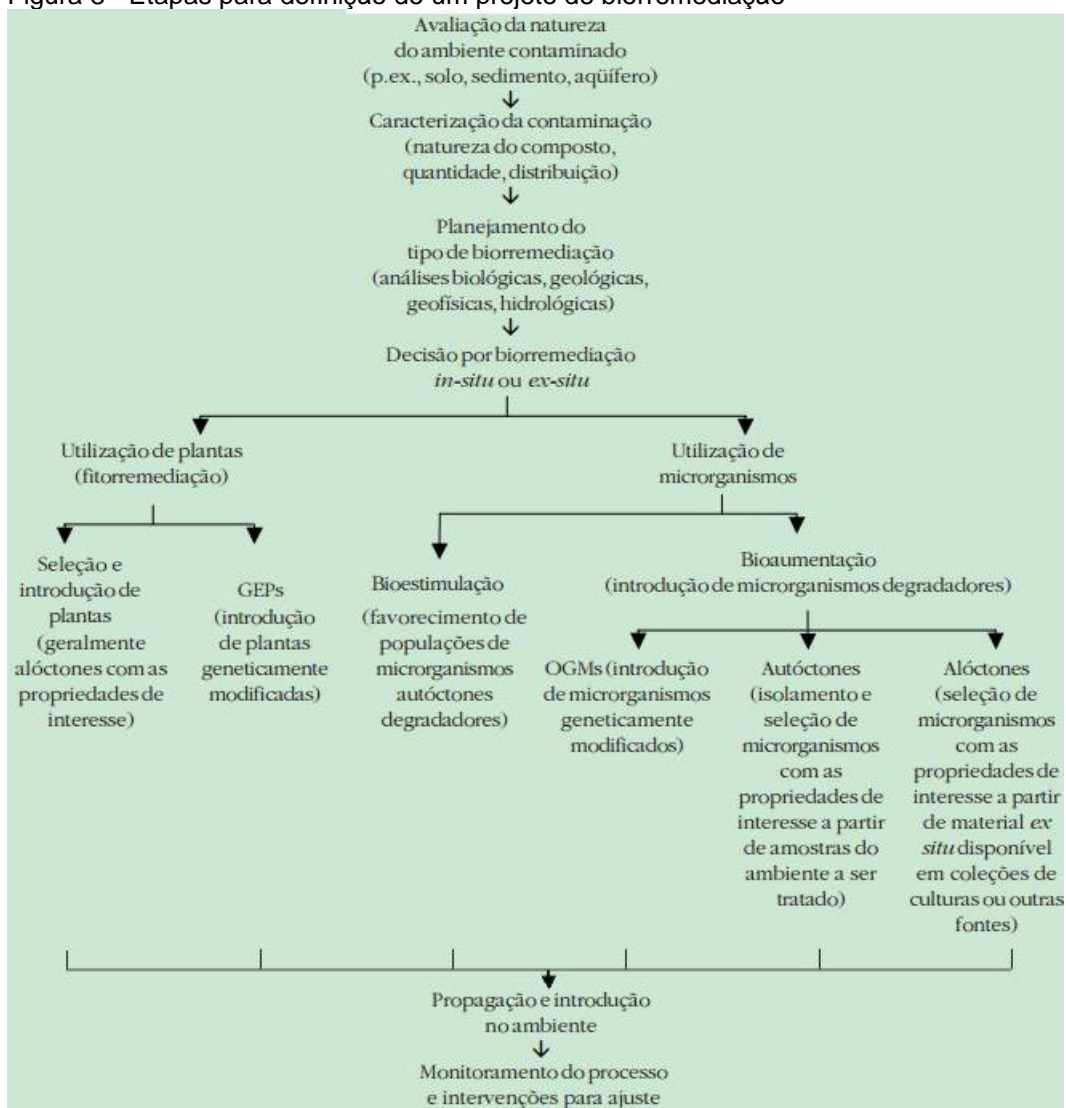 Figura 3 - Etapas para definição de um projeto de biorremediação
Avaliação da natureza
do ambiente contaminado
(p.ex., solo, sedimento, aqüífero)
Caracterização da contaminação
(natureza do composto,
quantidade, distribuição)
Planejamento do
tipo de biorremediação
(análises biológicas, geológicas,
geofísicas, hidrológicas)
Decisão por biorremediação
in-situ ou ex-situ
Utilização de plantas
(fitorremediação)
Utilização de
microrganismos
Seleção e
introdução de
plantas
(geralmente
alóctones com as
propriedades de
interesse)
GEPs
(introdução
de plantas
geneticamente
modificadas)
Bioestimulação
(favorecimento de
populações de
microrganismos
autóctones
degradadores)
Bioaumentação
(introdução de microrganismos degradadores)
OGMs (introdução
de microrganismos
geneticamente
modificados)
Autóctones
(isolamento e
seleção de
microrganismos
com as
propriedades de
interesse a partir
de amostras do
ambiente a ser
tratado)
Alóctones
(seleção de
microrganismos
com as
propriedades de
interesse a partir
de material ex
situ disponível
em coleções de
culturas ou outras
fontes)
Propagação e introdução
no ambiente
Monitoramento do processo
e intervenções para ajuste